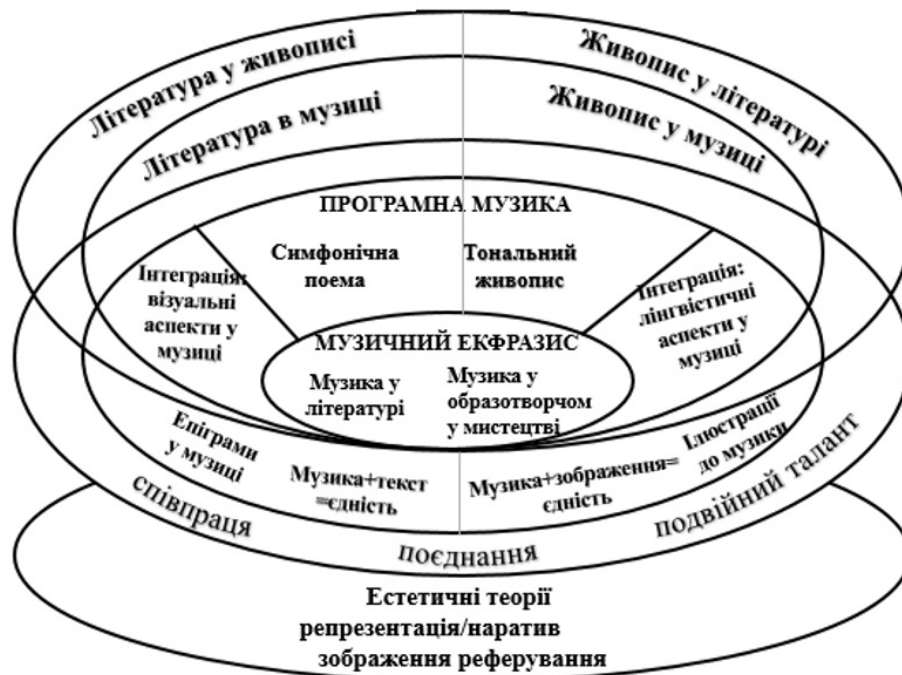 Література у живописі
Живопис у літературі
Література в музиці
Живопис у музиці
ПРОГРАМНА МУЗИКА
Симфонічна
поема
Тональний
живопис
Інтеграція:
візуальні
аспекти у
музиці
Інтеграція:
лінгвістичні
аспекти у
музиці
МУЗИЧНИЙ ЕКФРАЗИС
Музика у
літературі
Музика у
образотворчом
у мистецтві
Епіграми
у музиці
Музика+текст
=єдність
Музика+зображення=
єдність
Ілюстрації
до музики
співпраця
поєднання
подвійний талант
Естетичні теорії
репрезентація/наратив
зображення реферування